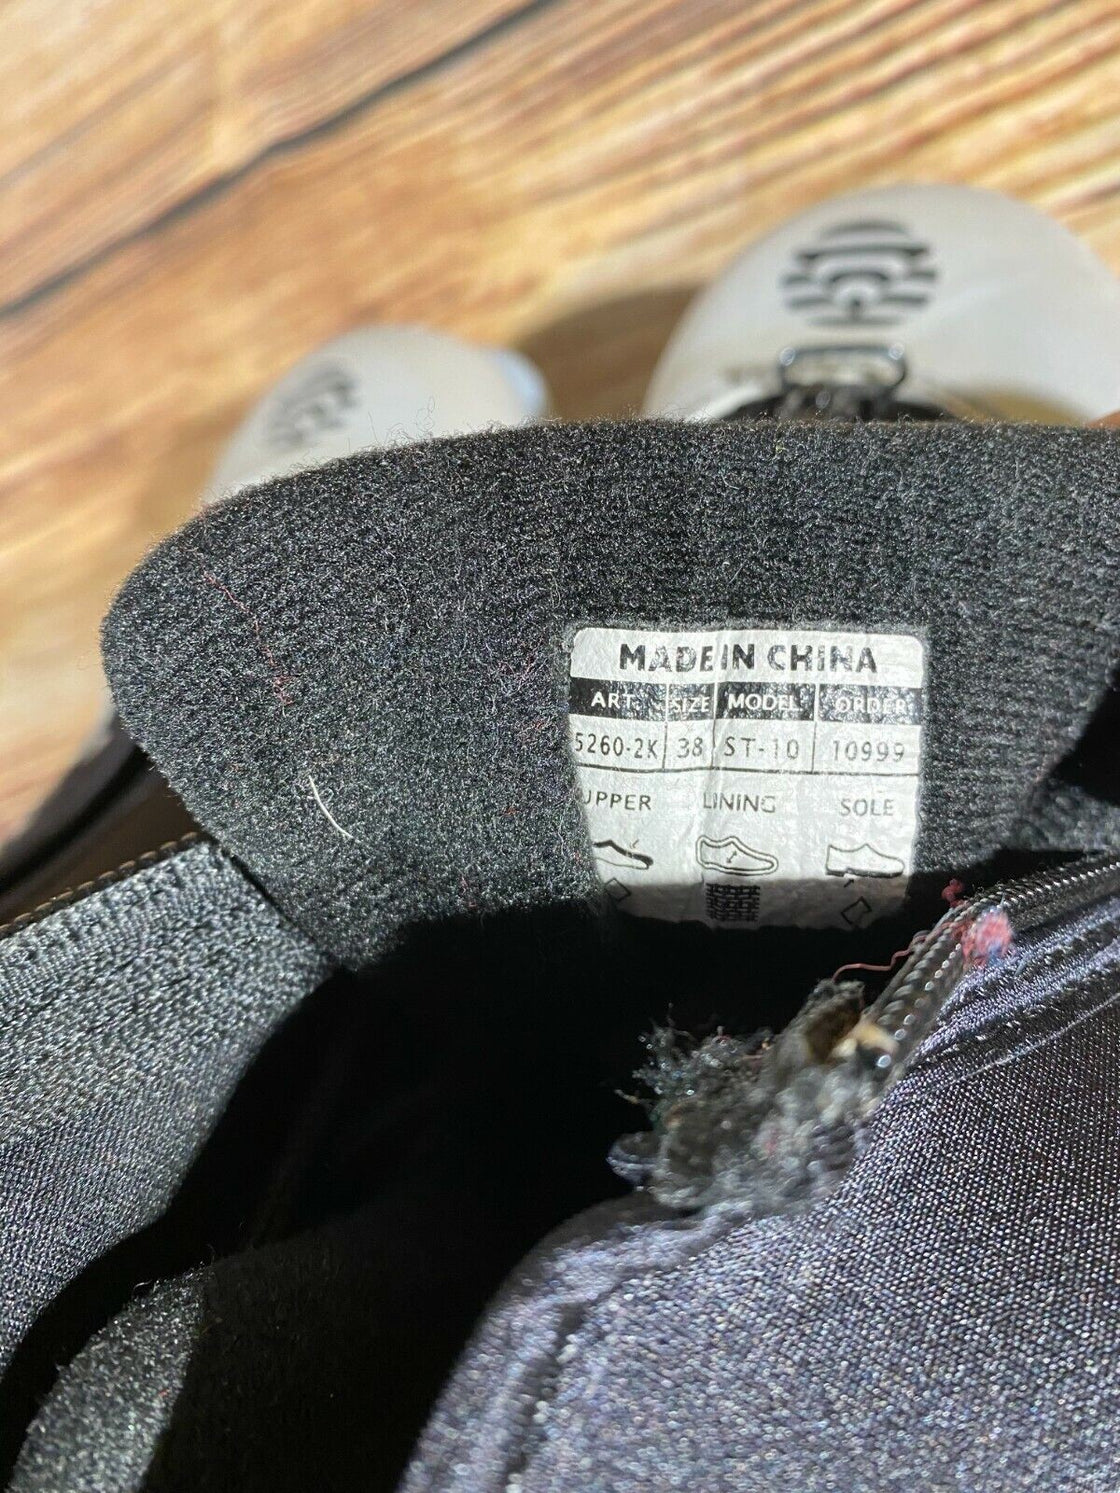 MADE IN CHINA
ART. SIZE MODEL ORDER
5260-2K 38 ST-10 10999
UPPER LINING SOLE